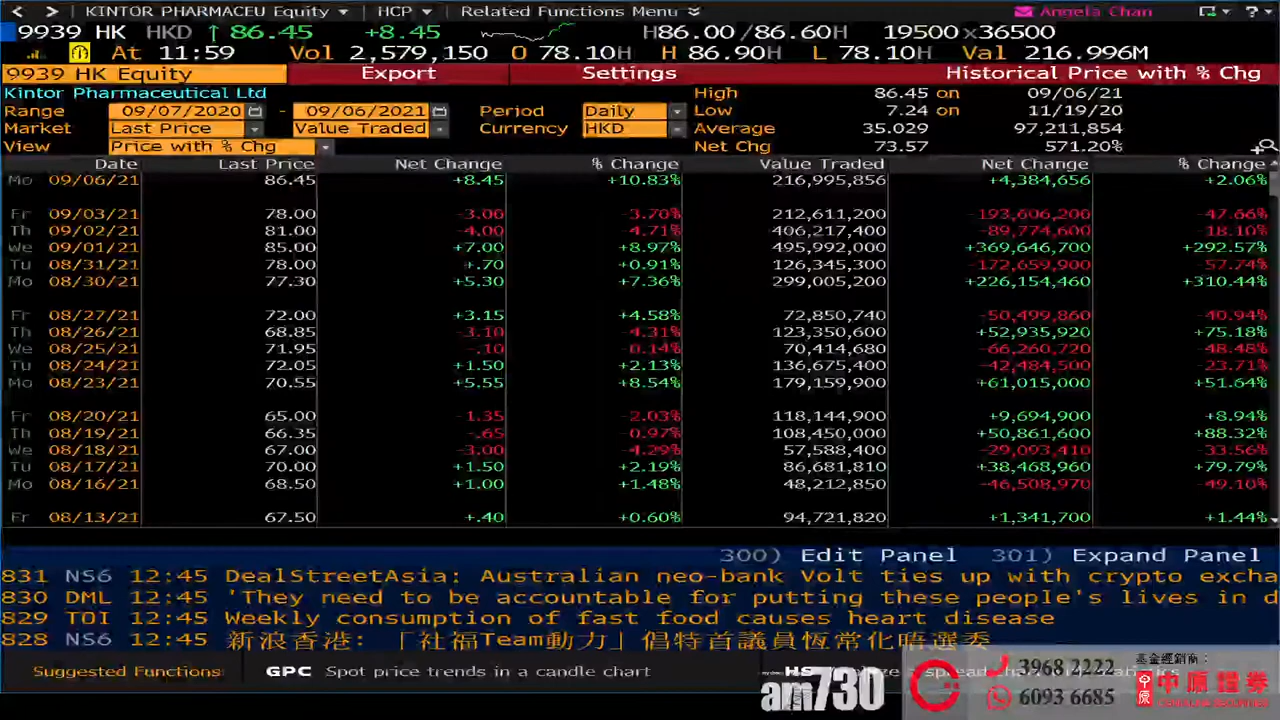 < > KINTOR PHARMACEU Equity HCP Related Functions Menu Angela Chan
9939 HK HKD ↑ 86.45 +8.45 H86.00/86.60H 19500x36500
At 11:59 Vol 2,579,150 O 78.10H H 86.90H L 78.10H Val 216.996M
9939 HK Equity Export Settings Historical Price with % Chg
Kintor Pharmaceutical Ltd High 86.45 on 09/06/21
Range 09/07/2020 - 09/06/2021 Period Daily Low 7.24 on 11/19/20
Market Last Price Value Traded Currency HKD Average 35.029 97,211,854
View Price with % Chg Net Chg 73.57 571.20%
Date Last Price Net Change % Change Value Traded Net Change % Change
Mo 09/06/21 86.45 +8.45 +10.83% 216,995,856 +4,384,656 +2.06%
Fr 09/03/21 78.00 -3.00 -3.70% 212,611,200 -193,606,200 -47.66%
Th 09/02/21 81.00 -4.00 -4.71% 406,217,400 -89,774,600 -18.10%
We 09/01/21 85.00 +7.00 +8.97% 495,992,000 +369,646,700 +292.57%
Tu 08/31/21 78.00 +.70 +0.91% 126,345,300 -172,659,900 -57.74%
Mo 08/30/21 77.30 +5.30 +7.36% 299,005,200 +226,154,460 +310.44%
Fr 08/27/21 72.00 +3.15 +4.58% 72,850,740 -50,499,860 -40.94%
Th 08/26/21 68.85 -3.10 -4.31% 123,350,600 +52,935,920 +75.18%
We 08/25/21 71.95 -.10 -0.14% 70,414,680 -66,260,720 -48.48%
Tu 08/24/21 72.05 +1.50 +2.13% 136,675,400 -42,484,500 -23.71%
Mo 08/23/21 70.55 +5.55 +8.54% 179,159,900 +61,015,000 +51.64%
Fr 08/20/21 65.00 -1.35 -2.03% 118,144,900 +9,694,900 +8.94%
Th 08/19/21 66.35 -.65 -0.97% 108,450,000 +50,861,600 +88.32%
We 08/18/21 67.00 -3.00 -4.29% 57,588,400 -29,093,410 -33.56%
Tu 08/17/21 70.00 +1.50 +2.19% 86,681,810 +38,468,960 +79.79%
Mo 08/16/21 68.50 +1.00 +1.48% 48,212,850 -46,508,970 -49.10%
Fr 08/13/21 67.50 +.40 +0.60% 94,721,820 +1,341,700 +1.44%
300) Edit Panel 301) Expand Panel
831 NS6 12:45 DealStreetAsia: Australian neo-bank Volt ties up with crypto excha
830 DML 12:45 'They need to be accountable for putting these people's lives in d
829 TOI 12:45 Weekly consumption of fast food causes heart disease
828 NS6 12:45 新浪香港: 「社福Team動力」倡特首議員恆常化晤選委
Suggested Functions GPC Spot price trends in a candle chart HS
am730
3968 2222
6093 6685
基金經銷商：
中原證券